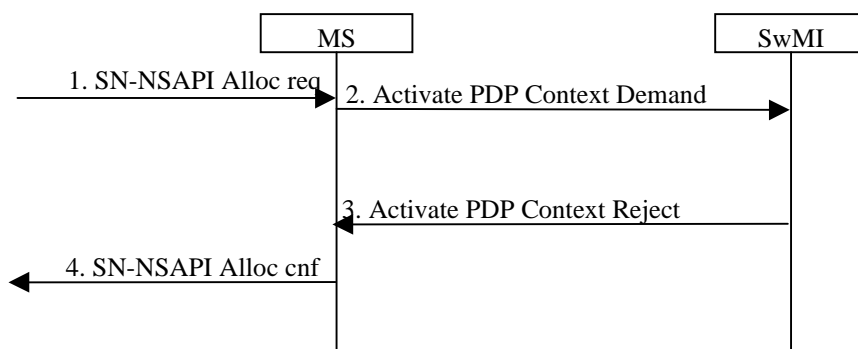 MS
SwMI
1. SN-NSAPI Alloc req
2. Activate PDP Context Demand
3. Activate PDP Context Reject
4. SN-NSAPI Alloc cnf